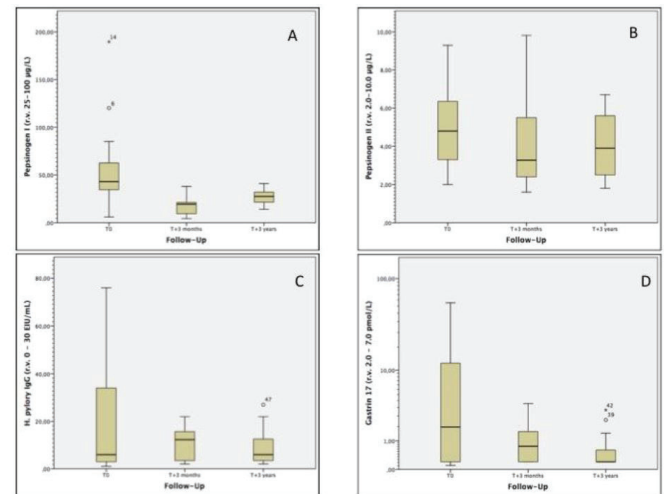 A
Pepsinogen I (r.v. 25-100 µg/L)
200,00
150,00
100,00
50,00
,00
14
6
T0
T+3 months
T+3 years
Follow-Up
B
Pepsinogen II (r.v. 2.0-10.0 µg/L)
10,00
8,00
6,00
4,00
2,00
,00
T0
T+3 months
T+3 years
Follow-Up
C
H. pylory IgG (r.v. 0 - 30 EIU/mL)
80,00
60,00
40,00
20,00
,00
47
T0
T+3 months
T+3 years
Follow-Up
D
Gastrin 17 (r.v. 2.0 - 7.0 pmol/L)
100,00
10,00
1,00
,00
42
39
T0
T+3 months
T+3 years
Follow-Up